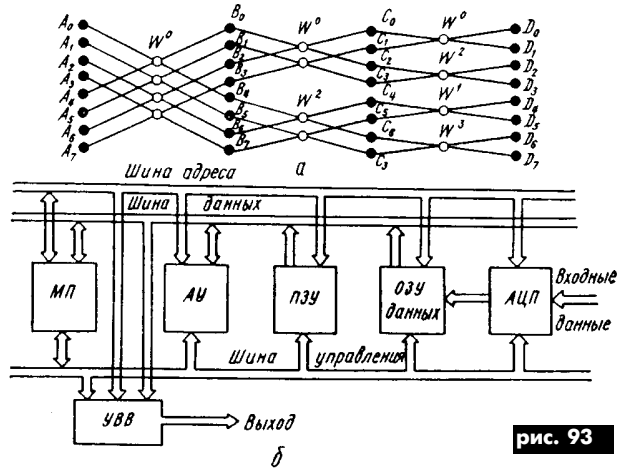 A₀
A₁
A₂
A₃
A₄
A₅
A₆
A₇
W⁰
B₀
B₁
B₂
B₃
B₄
B₅
B₆
B₇
W⁰
W²
C₀
C₁
C₂
C₃
C₄
C₅
C₆
C₃
W⁰
W²
W¹
W³
D₀
D₁
D₂
D₃
D₄
D₅
D₆
D₇
а
Шина адреса
Шина данных
МП
АУ
ПЗУ
ОЗУ
данных
АЦП
Входные
данные
Шина управления
УВВ
Выход
б
рис. 93